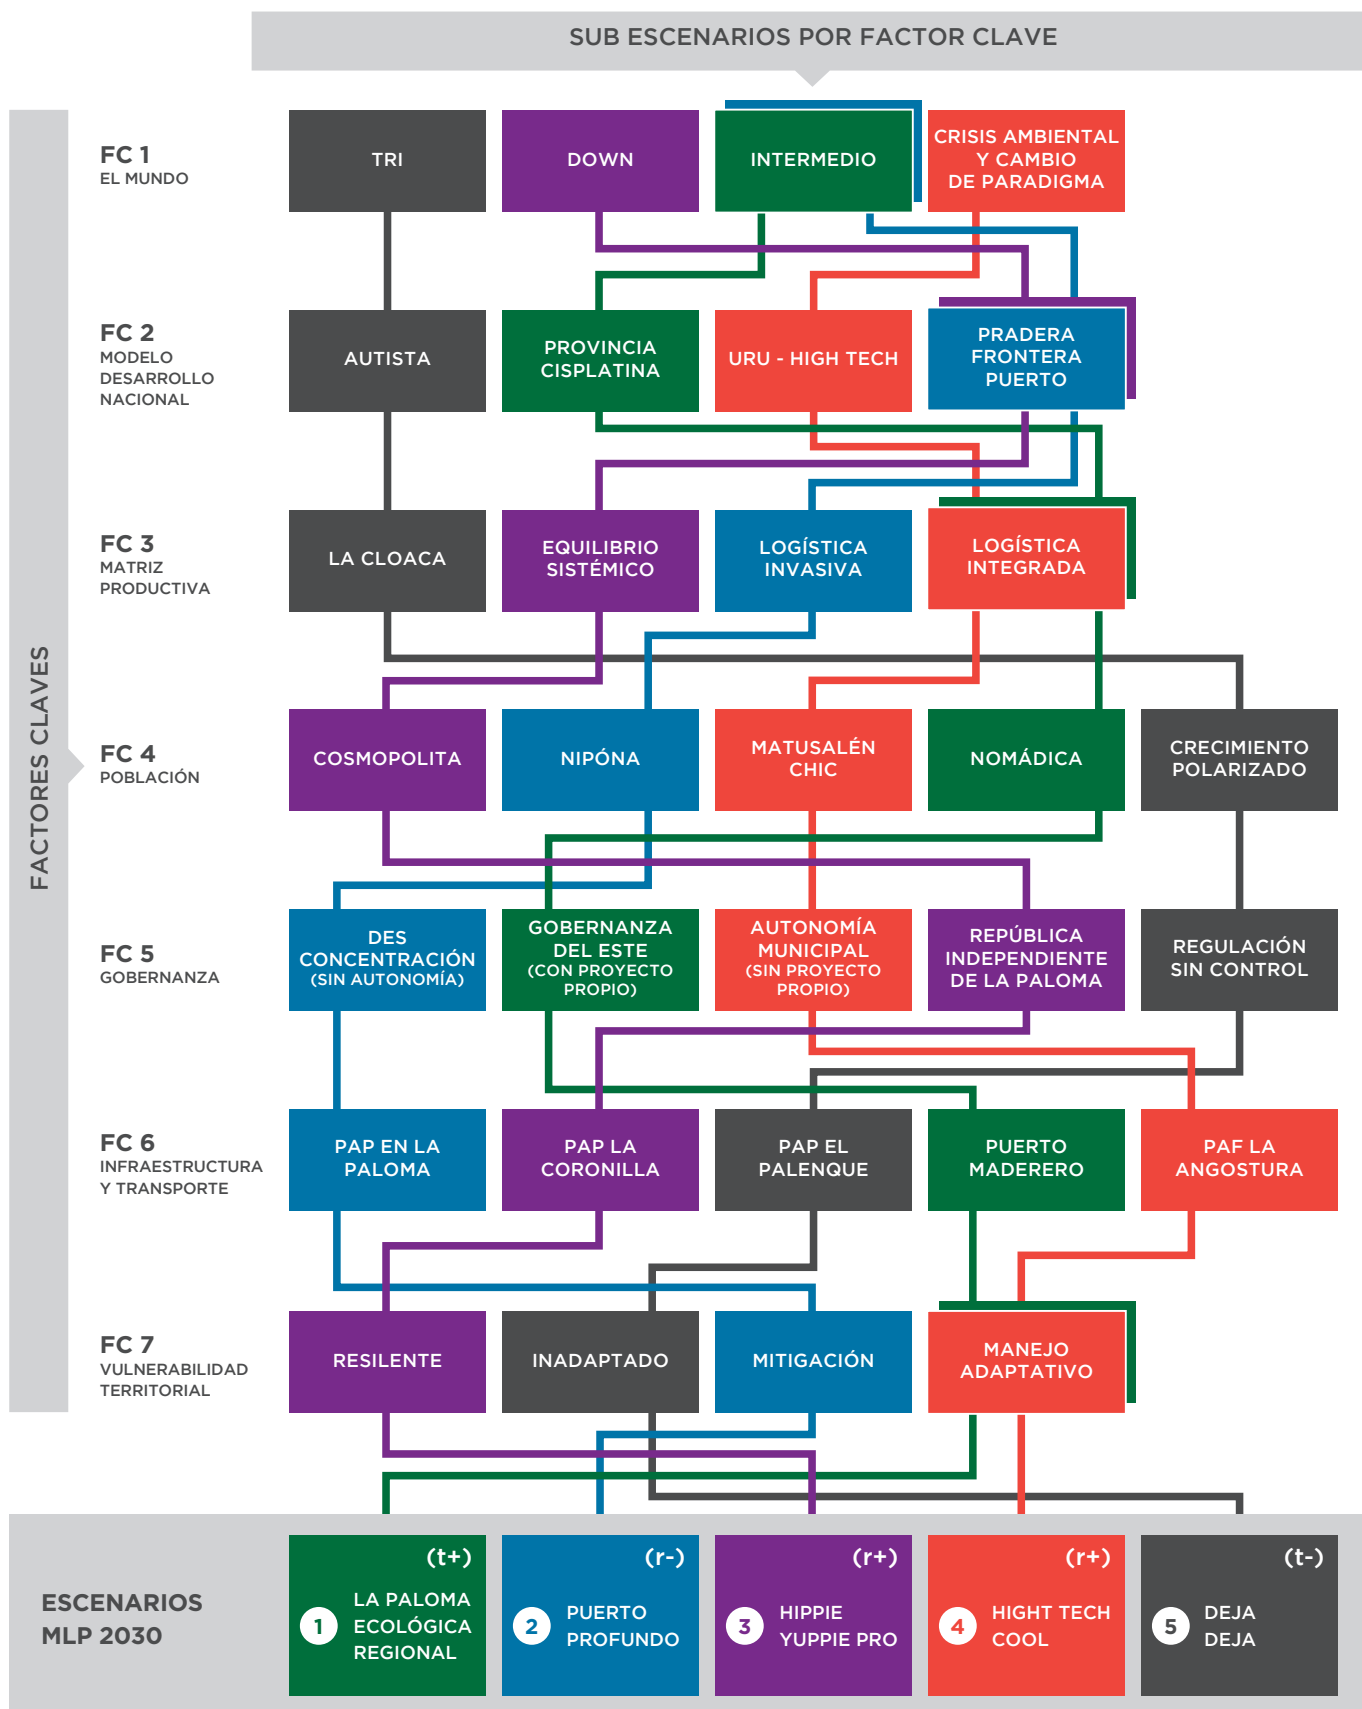 SUB ESCENARIOS POR FACTOR CLAVE
FACTORES CLAVES
FC 1
EL MUNDO
TRI
DOWN
INTERMEDIO
CRISIS AMBIENTAL
Y CAMBIO
DE PARADIGMA
FC 2
MODELO
DESARROLLO
NACIONAL
AUTISTA
PROVINCIA
CISPLATINA
URU - HIGH TECH
PRADERA
FRONTERA
PUERTO
FC 3
MATRIZ
PRODUCTIVA
LA CLOACA
EQUILIBRIO
SISTÉMICO
LOGÍSTICA
INVASIVA
LOGÍSTICA
INTEGRADA
FC 4
POBLACIÓN
COSMOPOLITA
NIPÓNA
MATUSALÉN
CHIC
NOMÁDICA
CRECIMIENTO
POLARIZADO
FC 5
GOBERNANZA
DES
CONCENTRACIÓN
(SIN AUTONOMÍA)
GOBERNANZA
DEL ESTE
(CON PROYECTO
PROPIO)
AUTONOMÍA
MUNICIPAL
(SIN PROYECTO
PROPIO)
REPÚBLICA
INDEPENDIENTE
DE LA PALOMA
REGULACIÓN
SIN CONTROL
FC 6
INFRAESTRUCTURA
Y TRANSPORTE
PAP EN LA
PALOMA
PAP LA
CORONILLA
PAP EL
PALENQUE
PUERTO
MADERERO
PAF LA
ANGOSTURA
FC 7
VULNERABILIDAD
TERRITORIAL
RESILENTE
INADAPTADO
MITIGACIÓN
MANEJO
ADAPTATIVO
ESCENARIOS
MLP 2030
(t+)
1
LA PALOMA
ECOLÓGICA
REGIONAL
(r-)
2
PUERTO
PROFUNDO
(r+)
3
HIPPIE
YUPPIE PRO
(r+)
4
HIGHT TECH
COOL
(t-)
5
DEJA
DEJA